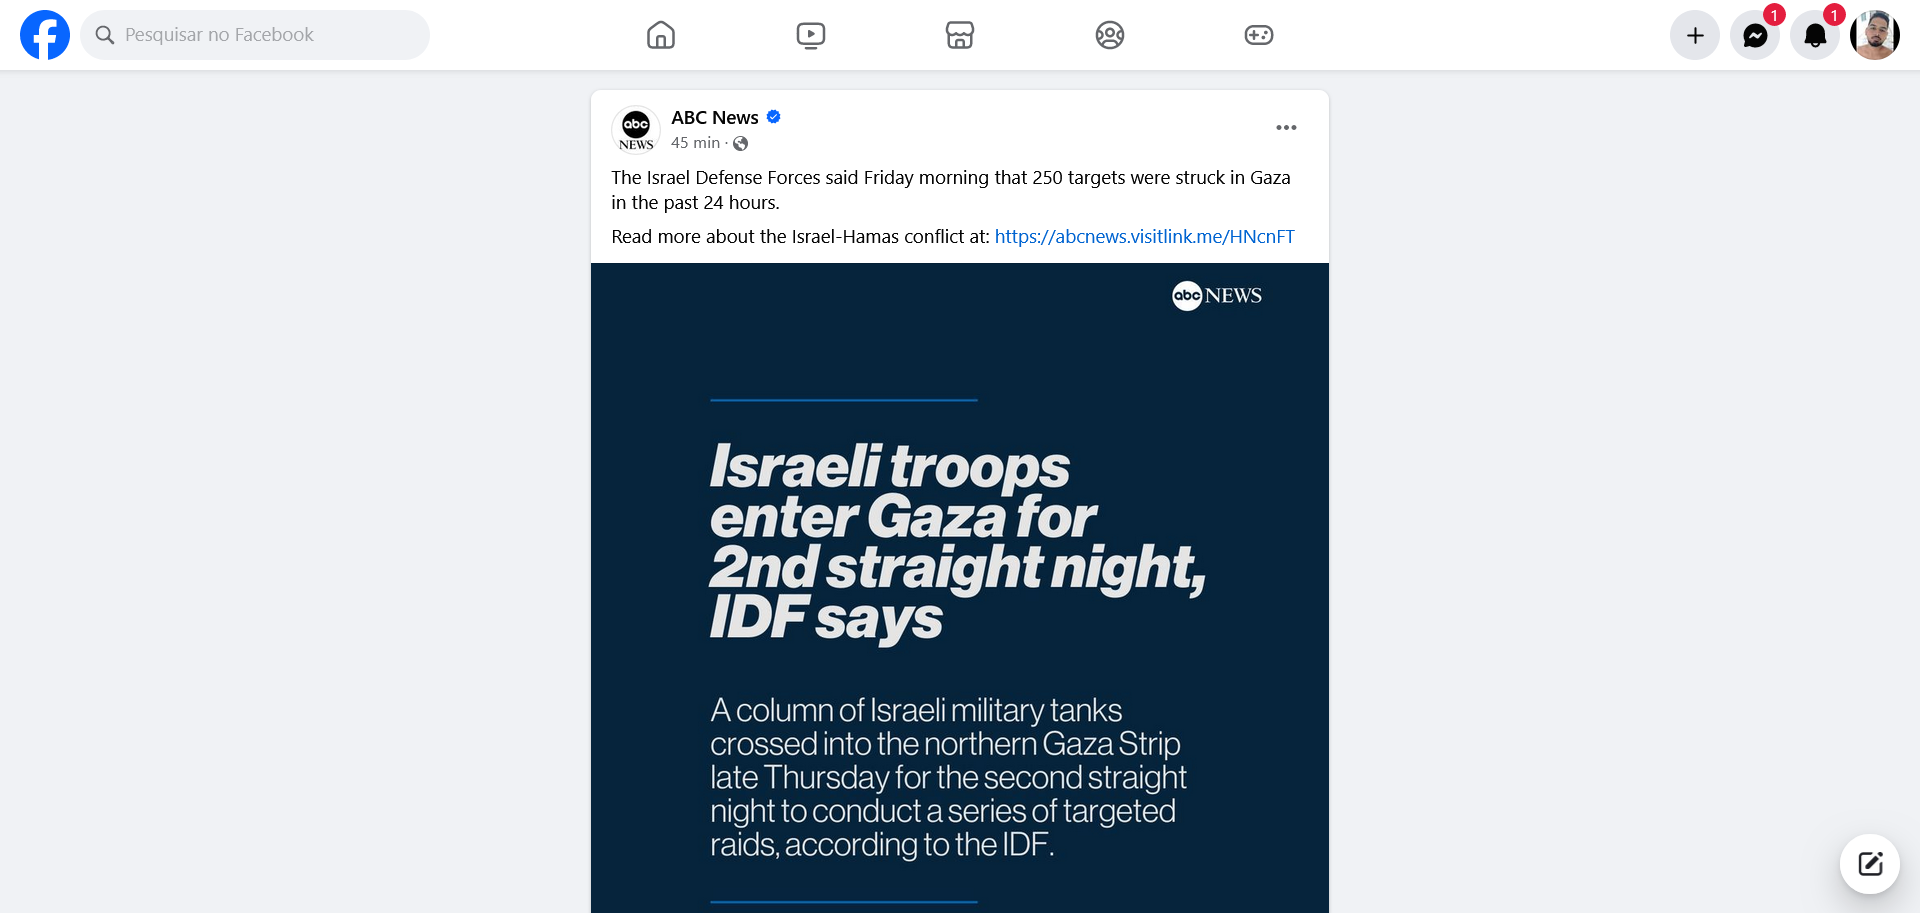 Pesquisar no Facebook
1
1
abc
NEWS
ABC News
45 min ·
The Israel Defense Forces said Friday morning that 250 targets were struck in Gaza
in the past 24 hours.
Read more about the Israel-Hamas conflict at: https://abcnews.visitlink.me/HNcnFT
abc NEWS
Israeli troops
enter Gaza for
2nd straight night,
IDF says
A column of Israeli military tanks
crossed into the northern Gaza Strip
late Thursday for the second straight
night to conduct a series of targeted
raids, according to the IDF.